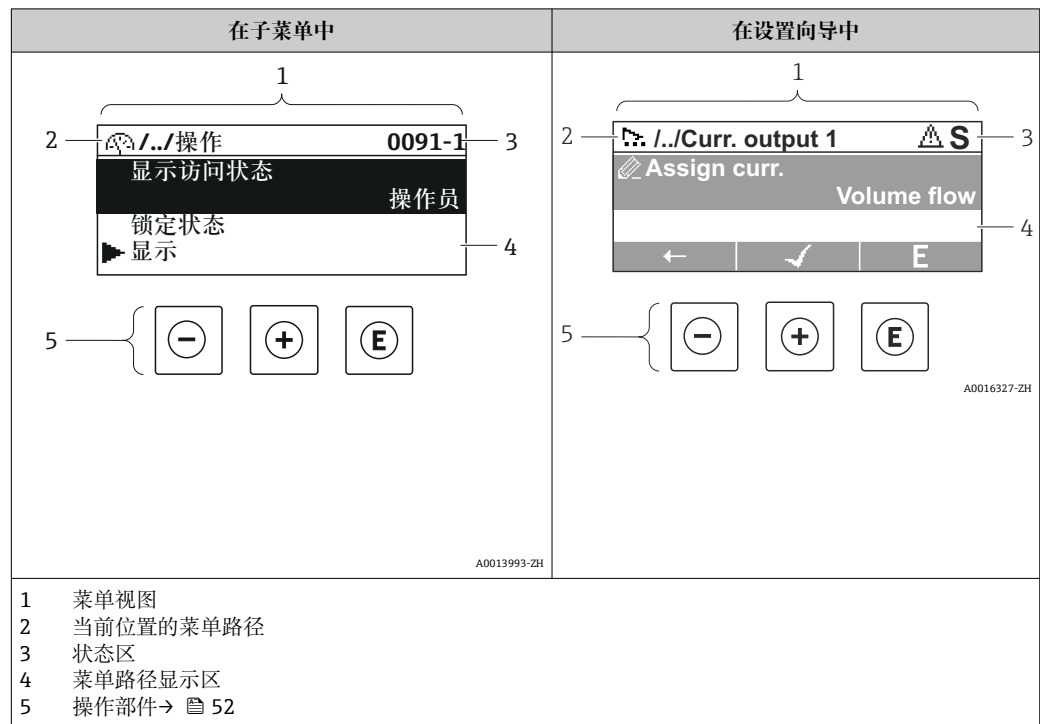 在子菜单中
在设置向导中
1
2
/../操作
0091-1
3
显示访问状态
操作员
锁定状态
显示
4
5
E
A0013993-ZH
1
2
/../Curr. output 1
S
3
Assign curr.
Volume flow
4
E
5
E
A0016327-ZH
1 菜单视图
2 当前位置的菜单路径
3 状态区
4 菜单路径显示区
5 操作部件→ 52